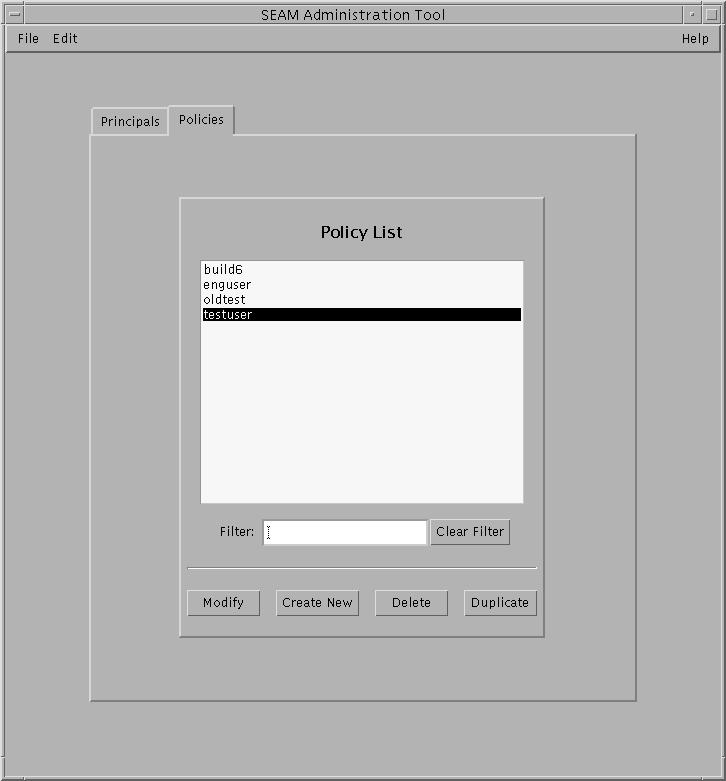 SEAM Administration Tool
File Edit Help
Principals Policies
Policy List
build6
enguser
oldtest
testuser
Filter: Clear Filter
Modify Create New Delete Duplicate